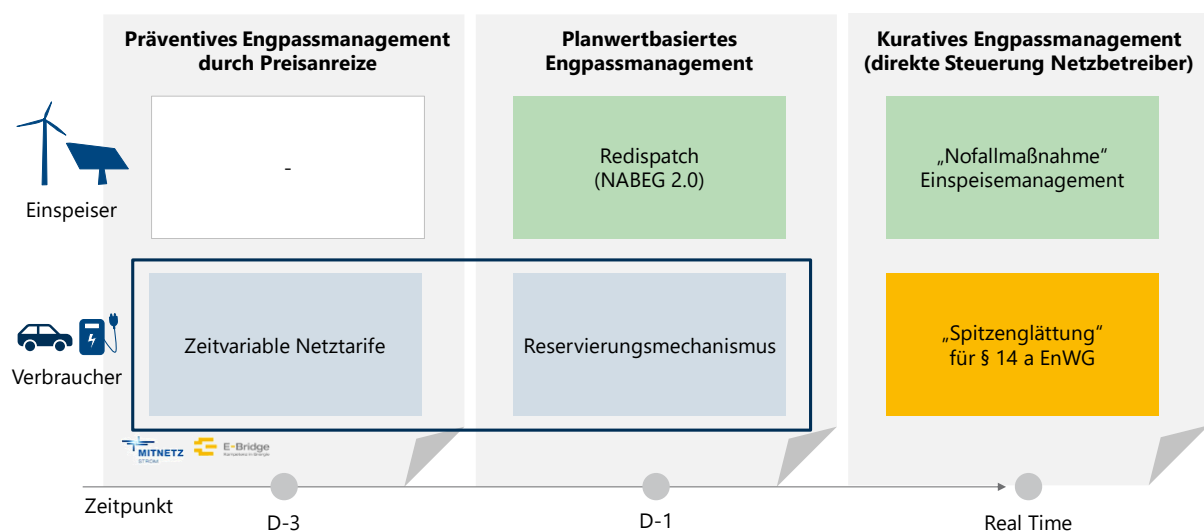 Präventives Engpassmanagement
durch Preisanreize
Planwertbasiertes
Engpassmanagement
Kuratives Engpassmanagement
(direkte Steuerung Netzbetreiber)
Einspeiser
-
Redispatch
(NABEG 2.0)
„Nofallmaßnahme“
Einspeisemanagement
Verbraucher
Zeitvariable Netztarife
Reservierungsmechanismus
„Spitzenglättung“
für § 14 a EnWG
MITNETZ
STROM
E-Bridge
Zeitpunkt
D-3
D-1
Real Time